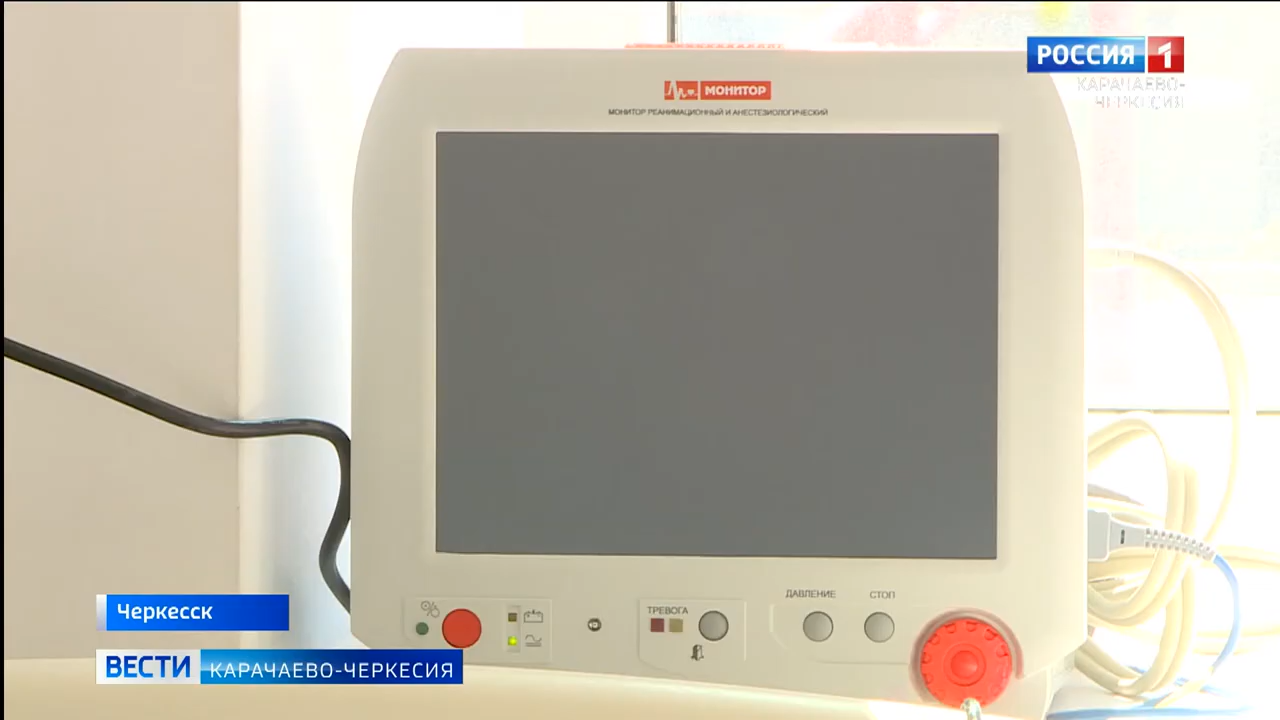 РОССИЯ 1
КАРАЧАЕВО-
ЧЕРКЕСИЯ
МОНИТОР
МОНИТОР РЕАНИМАЦИОННЫЙ И АНЕСТЕЗИОЛОГИЧЕСКИЙ
ДАВЛЕНИЕ СТОП
ТРЕВОГА
Черкесск
ВЕСТИ КАРАЧАЕВО-ЧЕРКЕСИЯ